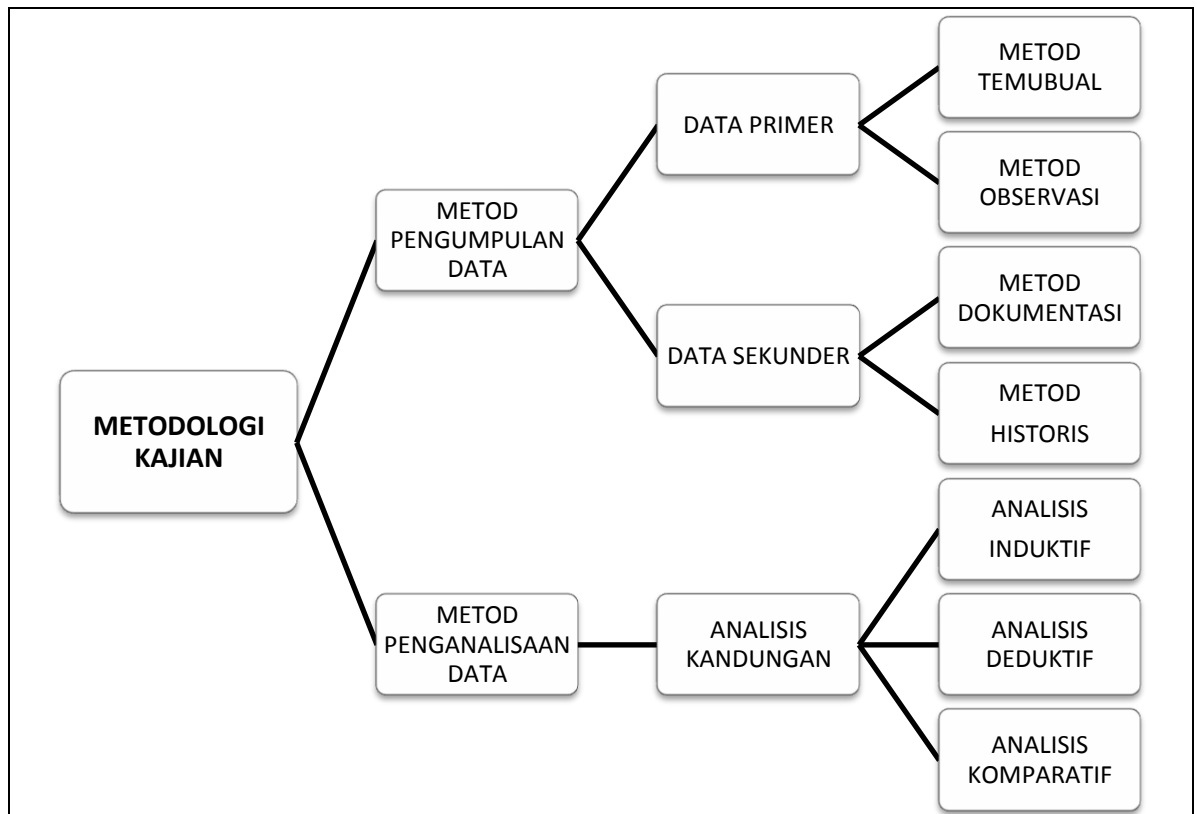 METODOLOGI
KAJIAN
METOD
PENGUMPULAN
DATA
DATA PRIMER
METOD
TEMUBUAL
METOD
OBSERVASI
DATA SEKUNDER
METOD
DOKUMENTASI
METOD
HISTORIS
METOD
PENGANALISAAN
DATA
ANALISIS
KANDUNGAN
ANALISIS
INDUKTIF
ANALISIS
DEDUKTIF
ANALISIS
KOMPARATIF